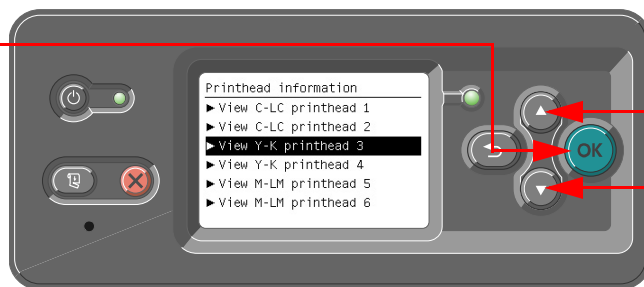 Printhead information
View C-LC printhead 1
View C-LC printhead 2
View Y-K printhead 3
View Y-K printhead 4
View M-LM printhead 5
View M-LM printhead 6
OK